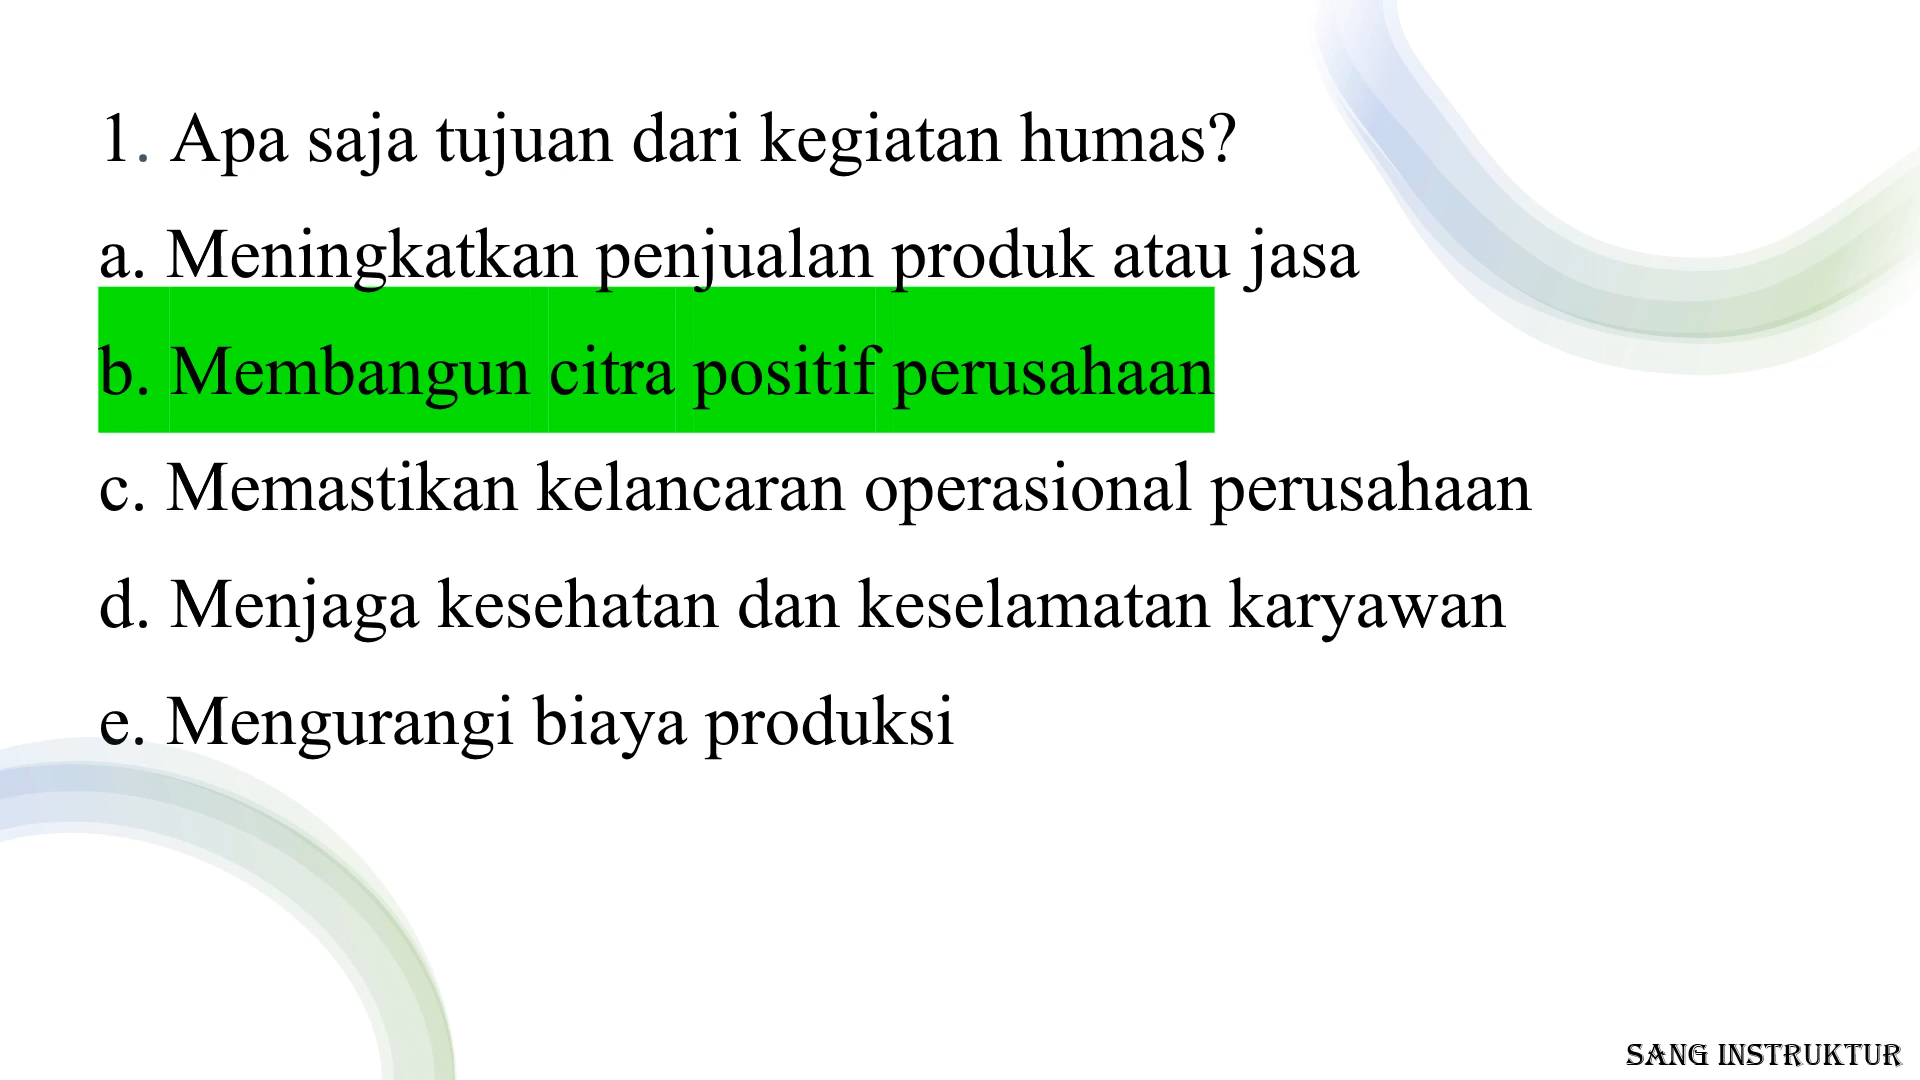 1. Apa saja tujuan dari kegiatan humas?
a. Meningkatkan penjualan produk atau jasa
b. Membangun citra positif perusahaan
c. Memastikan kelancaran operasional perusahaan
d. Menjaga kesehatan dan keselamatan karyawan
e. Mengurangi biaya produksi
SANG INSTRUKTUR